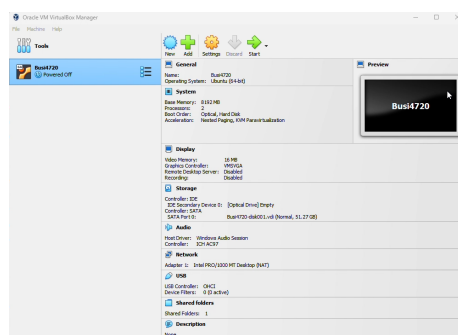 Oracle VM VirtualBox Manager
File Machine Help
Tools
New Add Settings Discard Start
Busi4720
Powered Off
General
Name: Busi4720
Operating System: Ubuntu (64-bit)
System
Base Memory: 8192 MB
Processors: 2
Boot Order: Optical, Hard Disk
Acceleration: Nested Paging, KVM Paravirtualization
Preview
Busi4720
Display
Video Memory: 16 MB
Graphics Controller: VMSVGA
Remote Desktop Server: Disabled
Recording: Disabled
Storage
Controller: IDE
IDE Secondary Device 0: [Optical Drive] Empty
Controller: SATA
SATA Port 0: Busi4720-disk001.vdi (Normal, 51.27 GB)
Audio
Host Driver: Windows Audio Session
Controller: ICH AC97
Network
Adapter 1: Intel PRO/1000 MT Desktop (NAT)
USB
USB Controller: OHCI
Device Filters: 0 (0 active)
Shared folders
Shared Folders: 1
Description
None